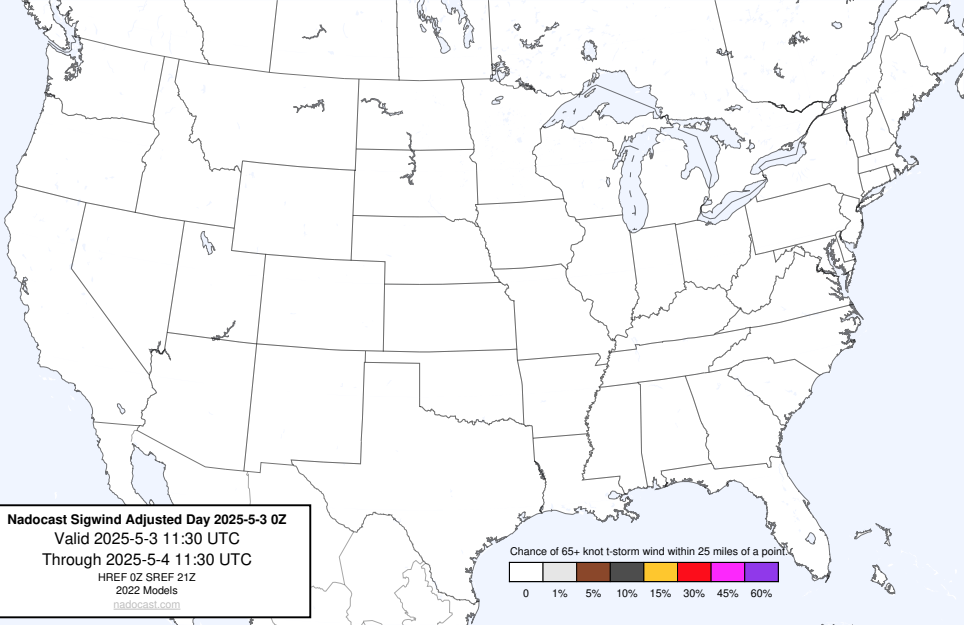 Nadocast Sigwind Adjusted Day 2025-5-3 0Z
Valid 2025-5-3 11:30 UTC
Through 2025-5-4 11:30 UTC
HREF 0Z SREF 21Z
2022 Models
nadocast.com
Chance of 65+ knot t-storm wind within 25 miles of a point.
0 1% 5% 10% 15% 30% 45% 60%